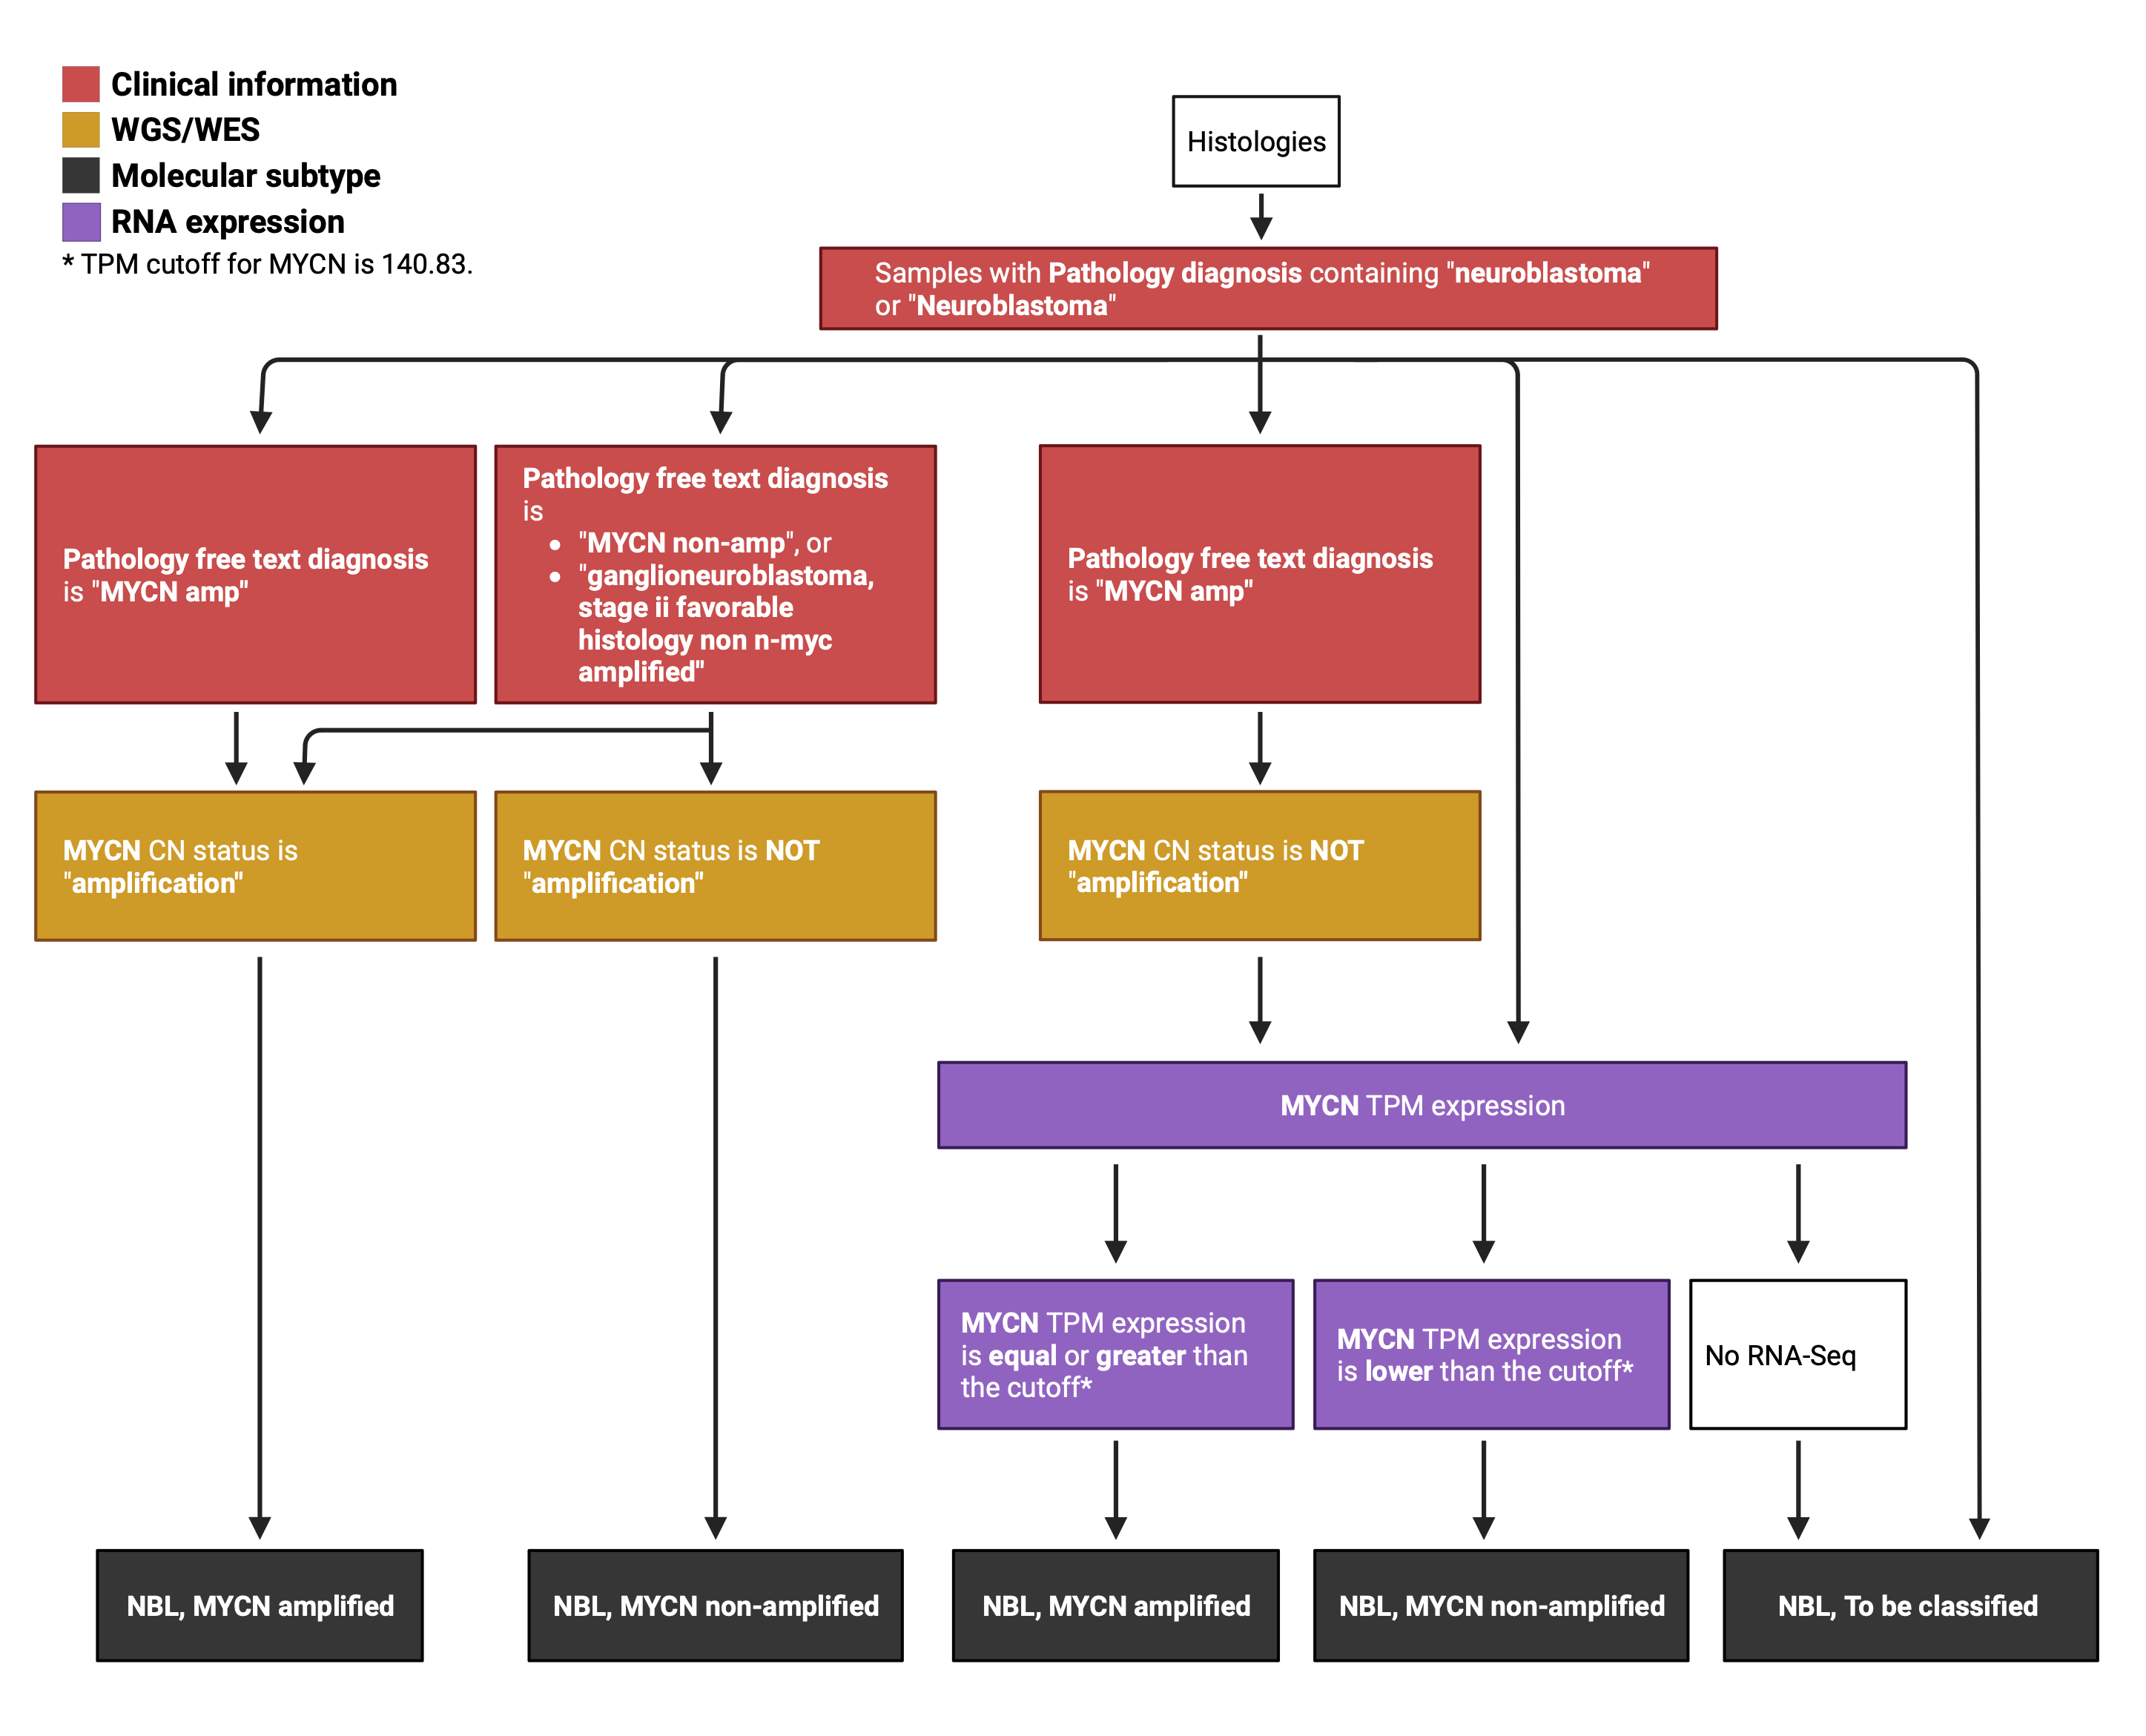 Clinical information
WGS/WES
Molecular subtype
RNA expression
* TPM cutoff for MYCN is 140.83.
Histologies
Samples with Pathology diagnosis containing "neuroblastoma"
or "Neuroblastoma"
Pathology free text diagnosis
is "MYCN amp"
Pathology free text diagnosis
is
• "MYCN non-amp", or
• "ganglioneuroblastoma,
stage ii favorable
histology non n-myc
amplified"
Pathology free text diagnosis
is "MYCN amp"
MYCN CN status is
"amplification"
MYCN CN status is NOT
"amplification"
MYCN CN status is NOT
"amplification"
MYCN TPM expression
MYCN TPM expression
is equal or greater than
the cutoff*
MYCN TPM expression
is lower than the cutoff*
No RNA-Seq
NBL, MYCN amplified
NBL, MYCN non-amplified
NBL, MYCN amplified
NBL, MYCN non-amplified
NBL, To be classified